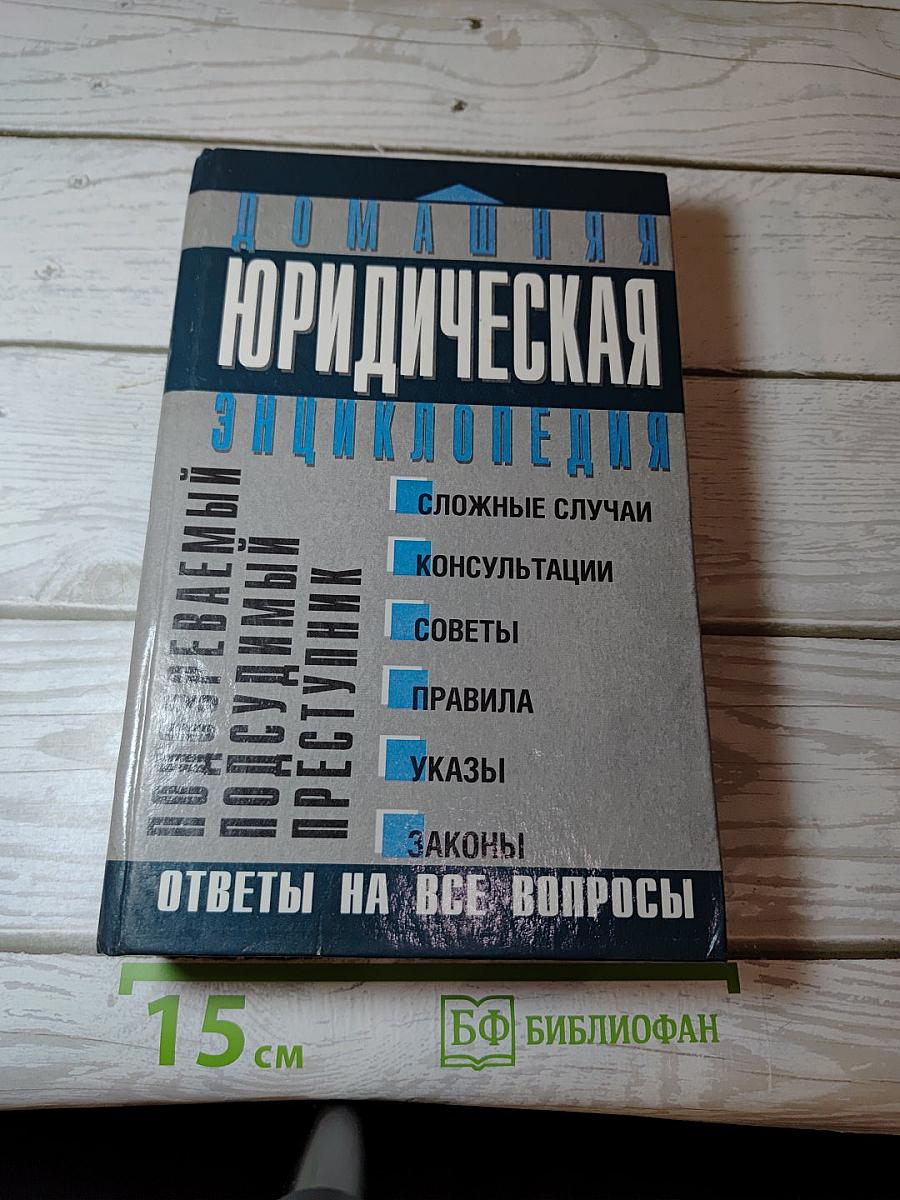 ДОМАШНЯЯ
ЮРИДИЧЕСКАЯ
ЭНЦИКЛОПЕДИЯ
ПОДОЗРЕВАЕМЫЙ
ПОДСУДИМЫЙ
ПРЕСТУПНИК
СЛОЖНЫЕ СЛУЧАИ
КОНСУЛЬТАЦИИ
СОВЕТЫ
ПРАВИЛА
УКАЗЫ
ЗАКОНЫ
ОТВЕТЫ НА ВСЕ ВОПРОСЫ
15 см
БФ БИБЛИОФАН